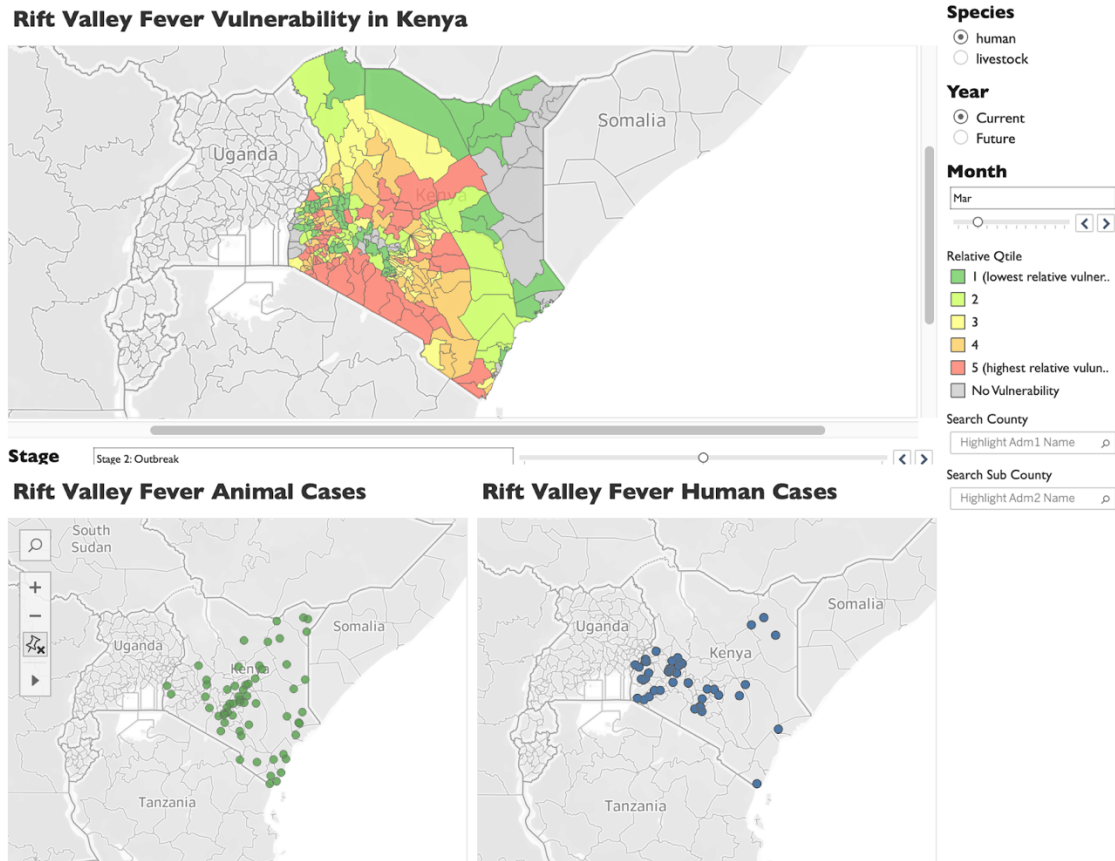 Rift Valley Fever Vulnerability in Kenya
Uganda
Somalia
Kenya
Species
human
livestock
Year
Current
Future
Month
Mar
Relative Qtile
1 (lowest relative vulner..
2
3
4
5 (highest relative vulun..
No Vulnerability
Search County
Highlight Adm1 Name
Search Sub County
Highlight Adm2 Name
Stage
Stage 2: Outbreak
Rift Valley Fever Animal Cases
South
Sudan
Uganda
Kenya
Somalia
Tanzania
Rift Valley Fever Human Cases
Uganda
Kenya
Somalia
Tanzania